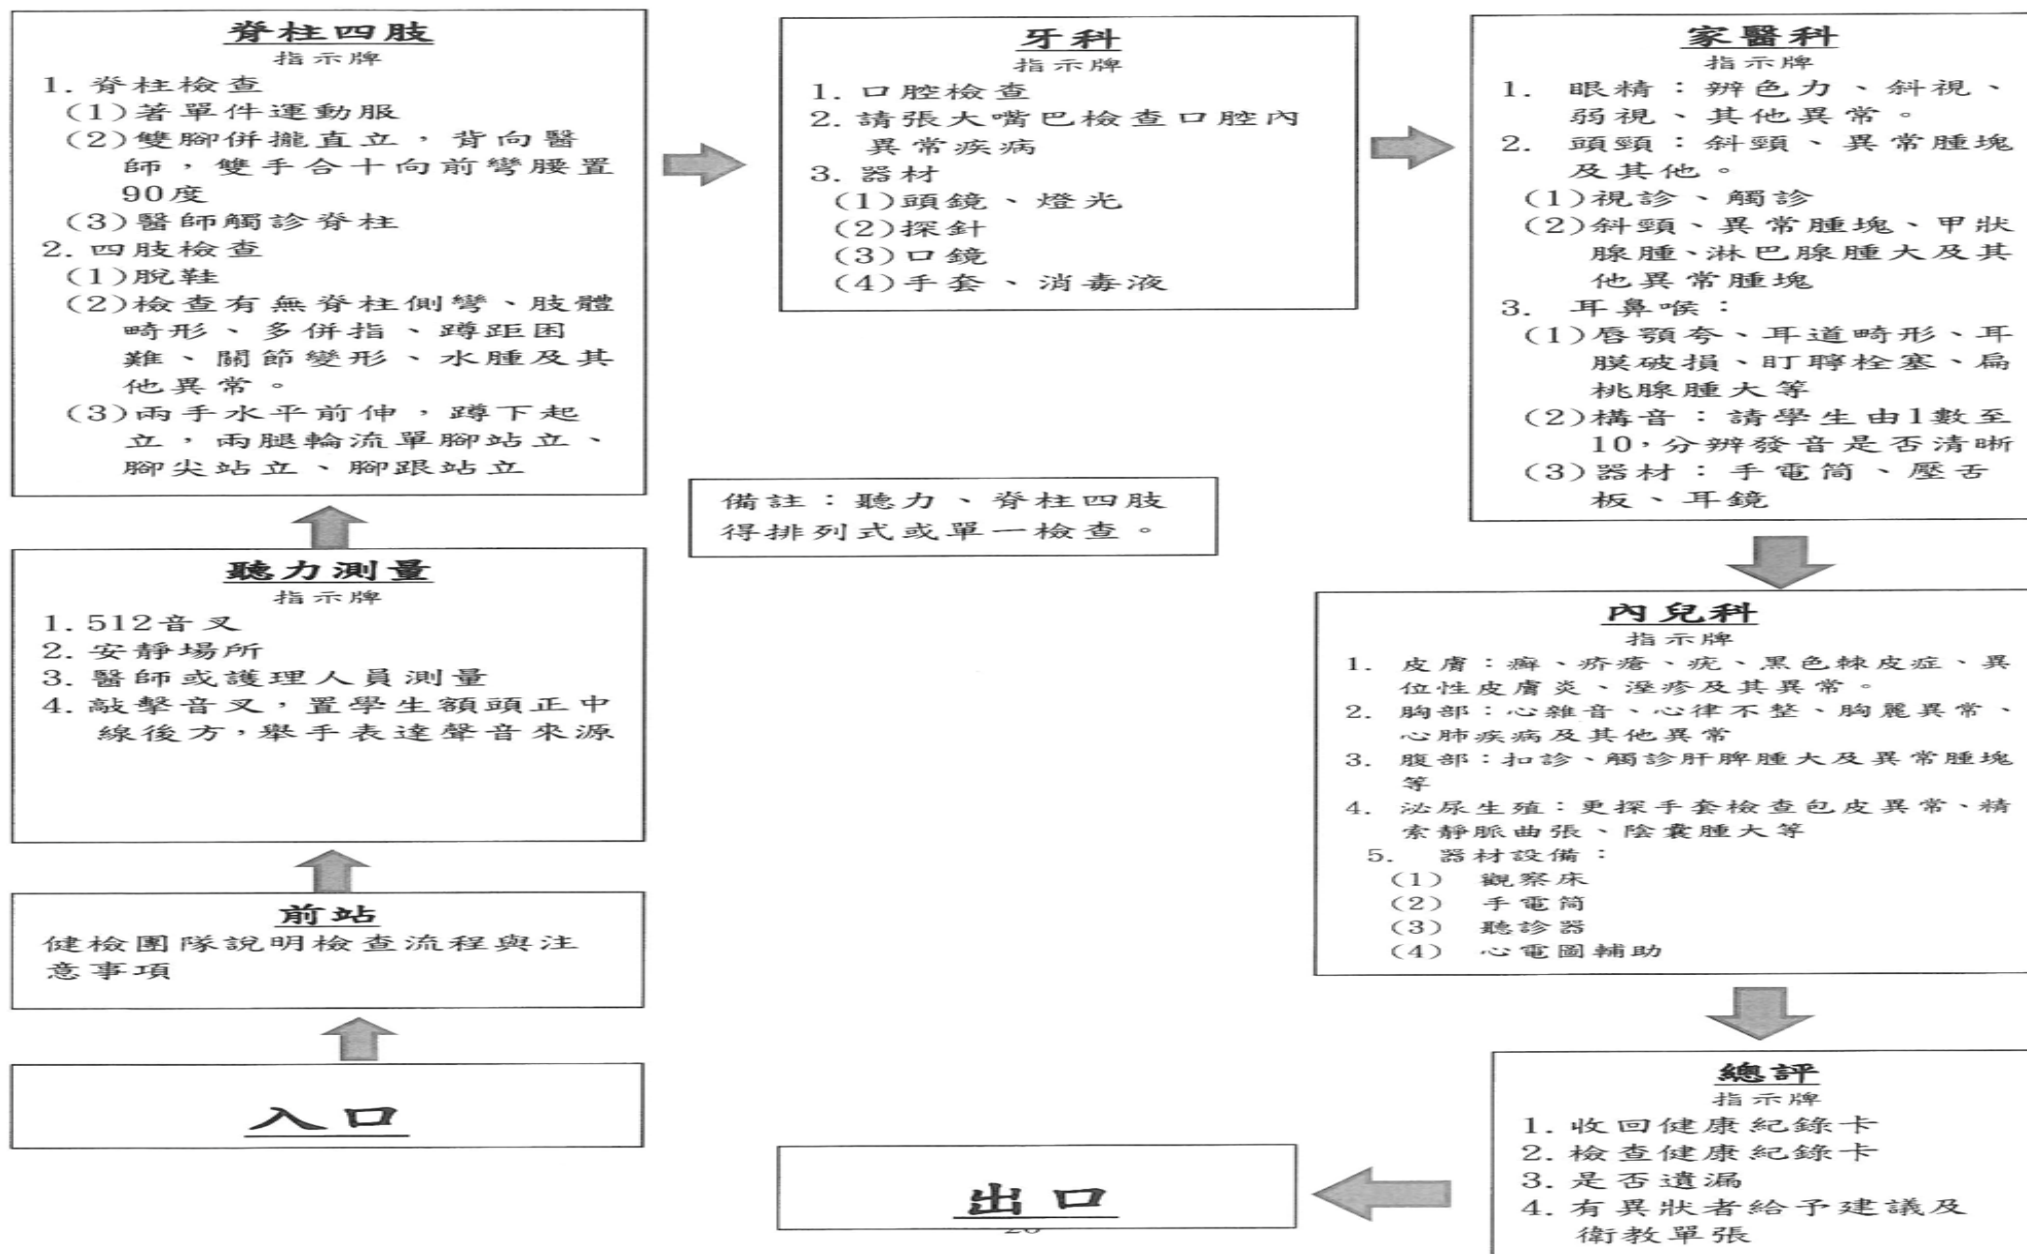 脊柱四肢
指示牌
1. 脊柱檢查
(1)著單件運動服
(2)雙腳併攏直立，背向醫
師，雙手合十向前彎腰置
90度
(3)醫師觸診脊柱
2. 四肢檢查
(1)脫鞋
(2)檢查有無脊柱側彎、肢體
畸形、多併指、蹲距困
難、關節變形、水腫及其
他異常。
(3)兩手水平前伸，蹲下起
立，兩腿輪流單腳站立、
腳尖站立、腳跟站立
牙科
指示牌
1. 口腔檢查
2. 請張大嘴巴檢查口腔內
異常疾病
3. 器材
(1)頭鏡、燈光
(2)探針
(3)口鏡
(4)手套、消毒液
家醫科
指示牌
1. 眼精：辨色力、斜視、
弱視、其他異常。
2. 頭頸：斜頸、異常腫塊
及其他。
(1)視診、觸診
(2)斜頸、異常腫塊、甲狀
腺腫、淋巴腺腫大及其
他異常腫塊
3. 耳鼻喉：
(1)唇顎夸、耳道畸形、耳
膜破損、盯聹栓塞、扁
桃腺腫大等
(2)構音：請學生由1數至
10，分辨發音是否清晰
(3)器材：手電筒、壓舌
板、耳鏡
備註：聽力、脊柱四肢
得排列式或單一檢查。
聽力測量
指示牌
1. 512音叉
2. 安靜場所
3. 醫師或護理人員測量
4. 敲擊音叉，置學生額頭正中
線後方，舉手表達聲音來源
內兒科
指示牌
1. 皮膚：癬、疥瘡、疣、黑色棘皮症、異
位性皮膚炎、溼疹及其異常。
2. 胸部：心雜音、心律不整、胸廓異常、
心肺疾病及其他異常
3. 腹部：扣診、觸診肝脾腫大及異常腫塊
等
4. 泌尿生殖：更探手套檢查包皮異常、精
索靜脈曲張、陰囊腫大等
5. 器材設備：
(1) 觀察床
(2) 手電筒
(3) 聽診器
(4) 心電圖輔助
前站
健檢團隊說明檢查流程與注
意事項
入口
總評
指示牌
1. 收回健康紀錄卡
2. 檢查健康紀錄卡
3. 是否遺漏
4. 有異狀者給予建議及
衛教單張
出口